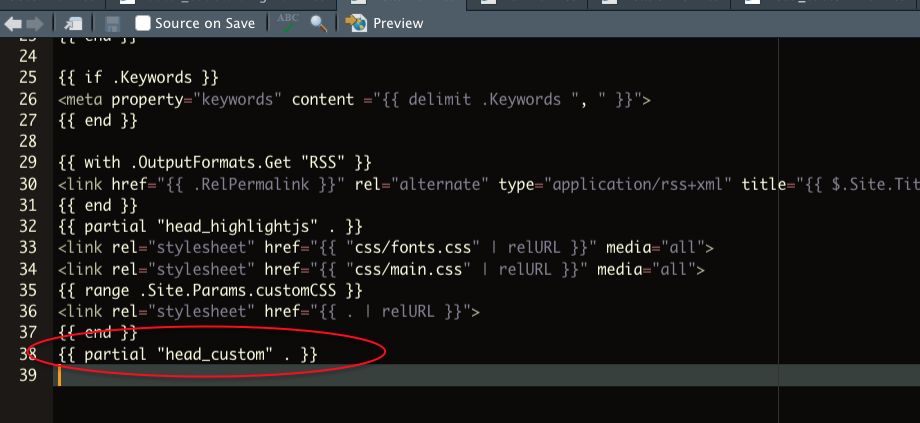 Source on Save ABC Preview
24
25 {{ if .Keywords }}
26 <meta property="keywords" content ="{{ delimit .Keywords ", " }}">
27 {{ end }}
28
29 {{ with .OutputFormats.Get "RSS" }}
30 <link href="{{ .RelPermalink }}" rel="alternate" type="application/rss+xml" title="{{ $.Site.Tit
31 {{ end }}
32 {{ partial "head_highlightjs" . }}
33 <link rel="stylesheet" href="{{ "css/fonts.css" | relURL }}" media="all">
34 <link rel="stylesheet" href="{{ "css/main.css" | relURL }}" media="all">
35 {{ range .Site.Params.customCSS }}
36 <link rel="stylesheet" href="{{ . | relURL }}">
37 {{ end }}
38 {{ partial "head_custom" . }}
39